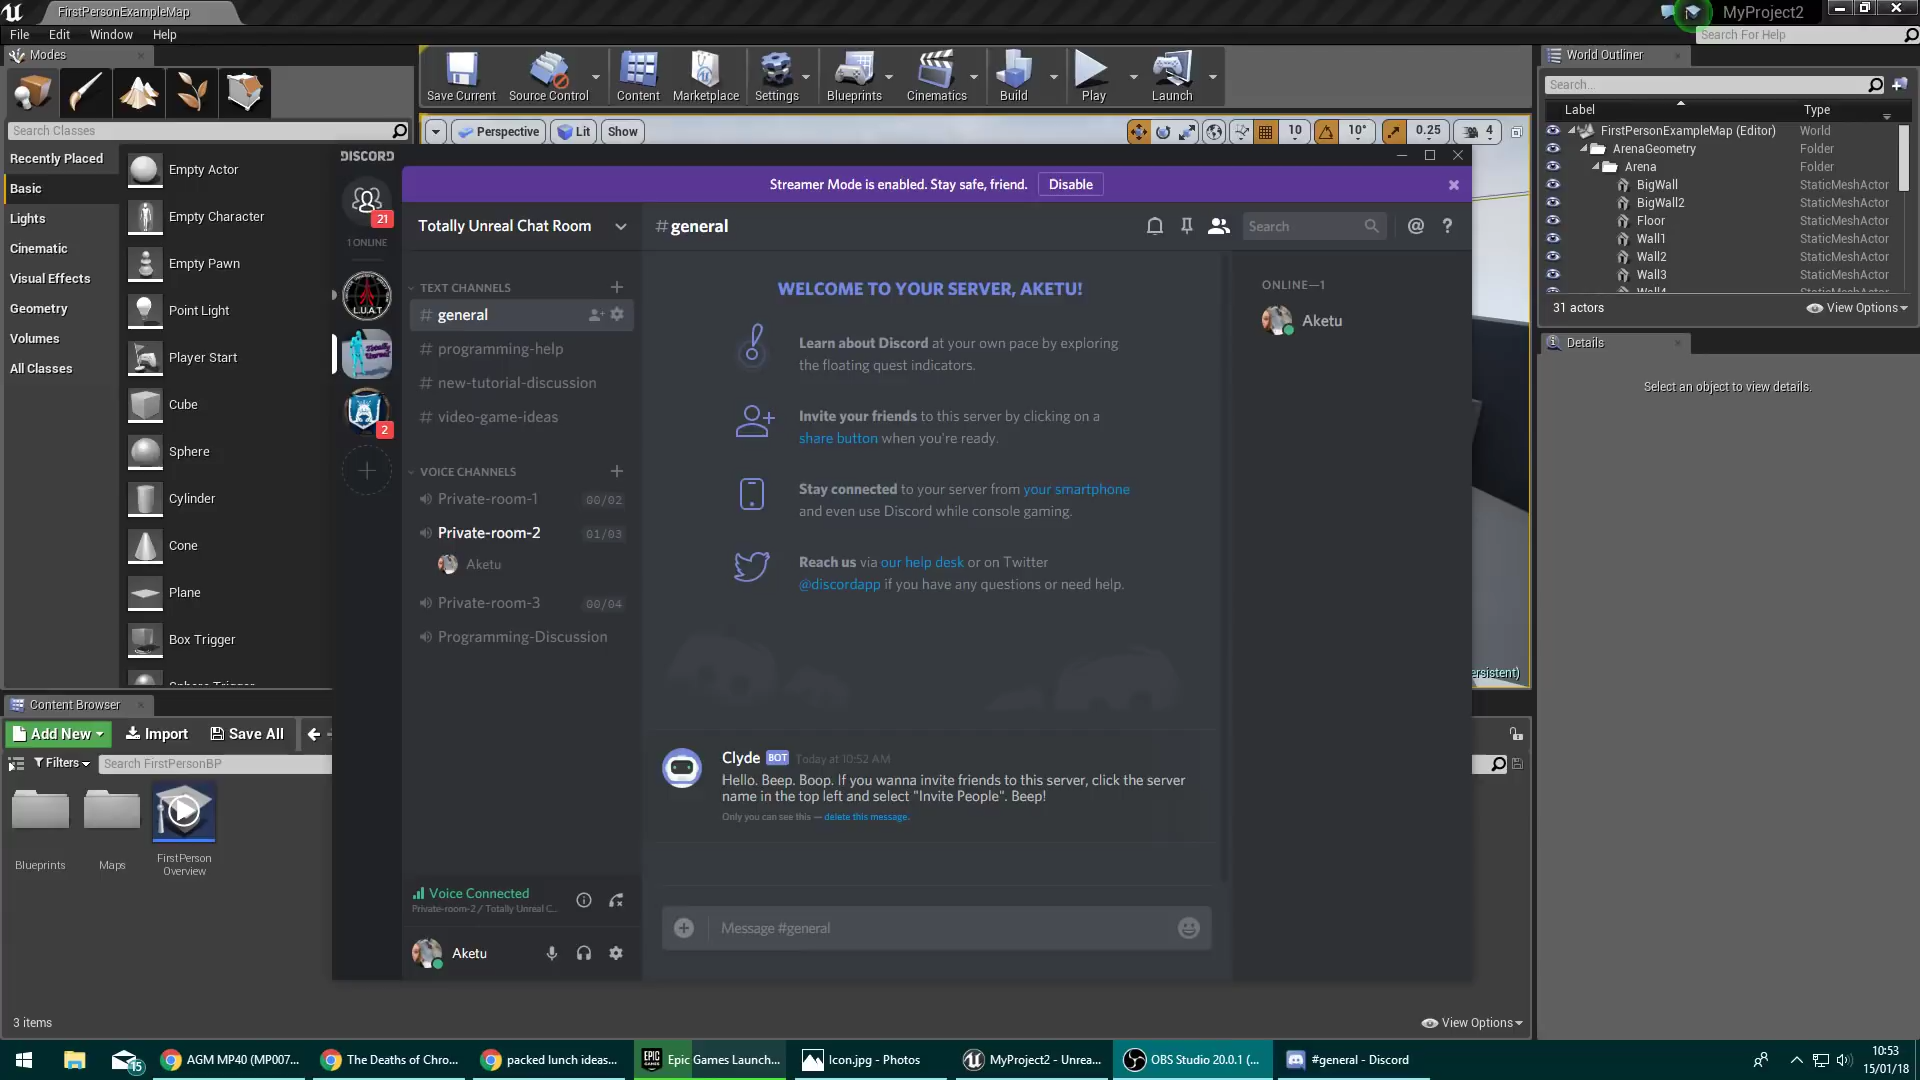 FirstPersonExampleMap
MyProject2
File Edit Window Help
Search For Help
Modes
Search Classes
Recently Placed
Basic
Lights
Cinematic
Visual Effects
Geometry
Volumes
All Classes
Empty Actor
Empty Character
Empty Pawn
Point Light
Player Start
Cube
Sphere
Cylinder
Cone
Plane
Box Trigger
Sphere Trigger
Save Current
Source Control
Content
Marketplace
Settings
Blueprints
Cinematics
Build
Play
Launch
Perspective Lit Show
10 10° 0.25 4
World Outliner
Search...
Label Type
FirstPersonExampleMap (Editor) World
ArenaGeometry Folder
Arena Folder
BigWall StaticMeshActor
BigWall2 StaticMeshActor
Floor StaticMeshActor
Wall1 StaticMeshActor
Wall2 StaticMeshActor
Wall3 StaticMeshActor
Wall4
31 actors
View Options
Details
Select an object to view details.
ersistent)
DISCORD
21
1 ONLINE
L.U.A.T
2
Streamer Mode is enabled. Stay safe, friend. Disable
Totally Unreal Chat Room
TEXT CHANNELS
# general
# programming-help
# new-tutorial-discussion
# video-game-ideas
VOICE CHANNELS
Private-room-1 00/02
Private-room-2 01/03
Aketu
Private-room-3 00/04
Programming-Discussion
Voice Connected
Private-room-2 / Totally Unreal C...
Aketu
#general
Search
@ ?
WELCOME TO YOUR SERVER, AKETU!
Learn about Discord at your own pace by exploring
the floating quest indicators.
Invite your friends to this server by clicking on a
share button when you're ready.
Stay connected to your server from your smartphone
and even use Discord while console gaming.
Reach us via our help desk or on Twitter
@discordapp if you have any questions or need help.
Clyde BOT Today at 10:52 AM
Hello. Beep. Boop. If you wanna invite friends to this server, click the server
name in the top left and select "Invite People". Beep!
Only you can see this — delete this message.
Message #general
ONLINE—1
Aketu
Content Browser
Add New Import Save All
Filters Search FirstPersonBP
Blueprints
Maps
FirstPerson
Overview
3 items
View Options
15
AGM MP40 (MP007...
The Deaths of Chro...
packed lunch ideas...
EPIC GAMES
Epic Games Launch...
Icon.jpg - Photos
MyProject2 - Unrea...
OBS Studio 20.0.1 (...
#general - Discord
10:53
15/01/18